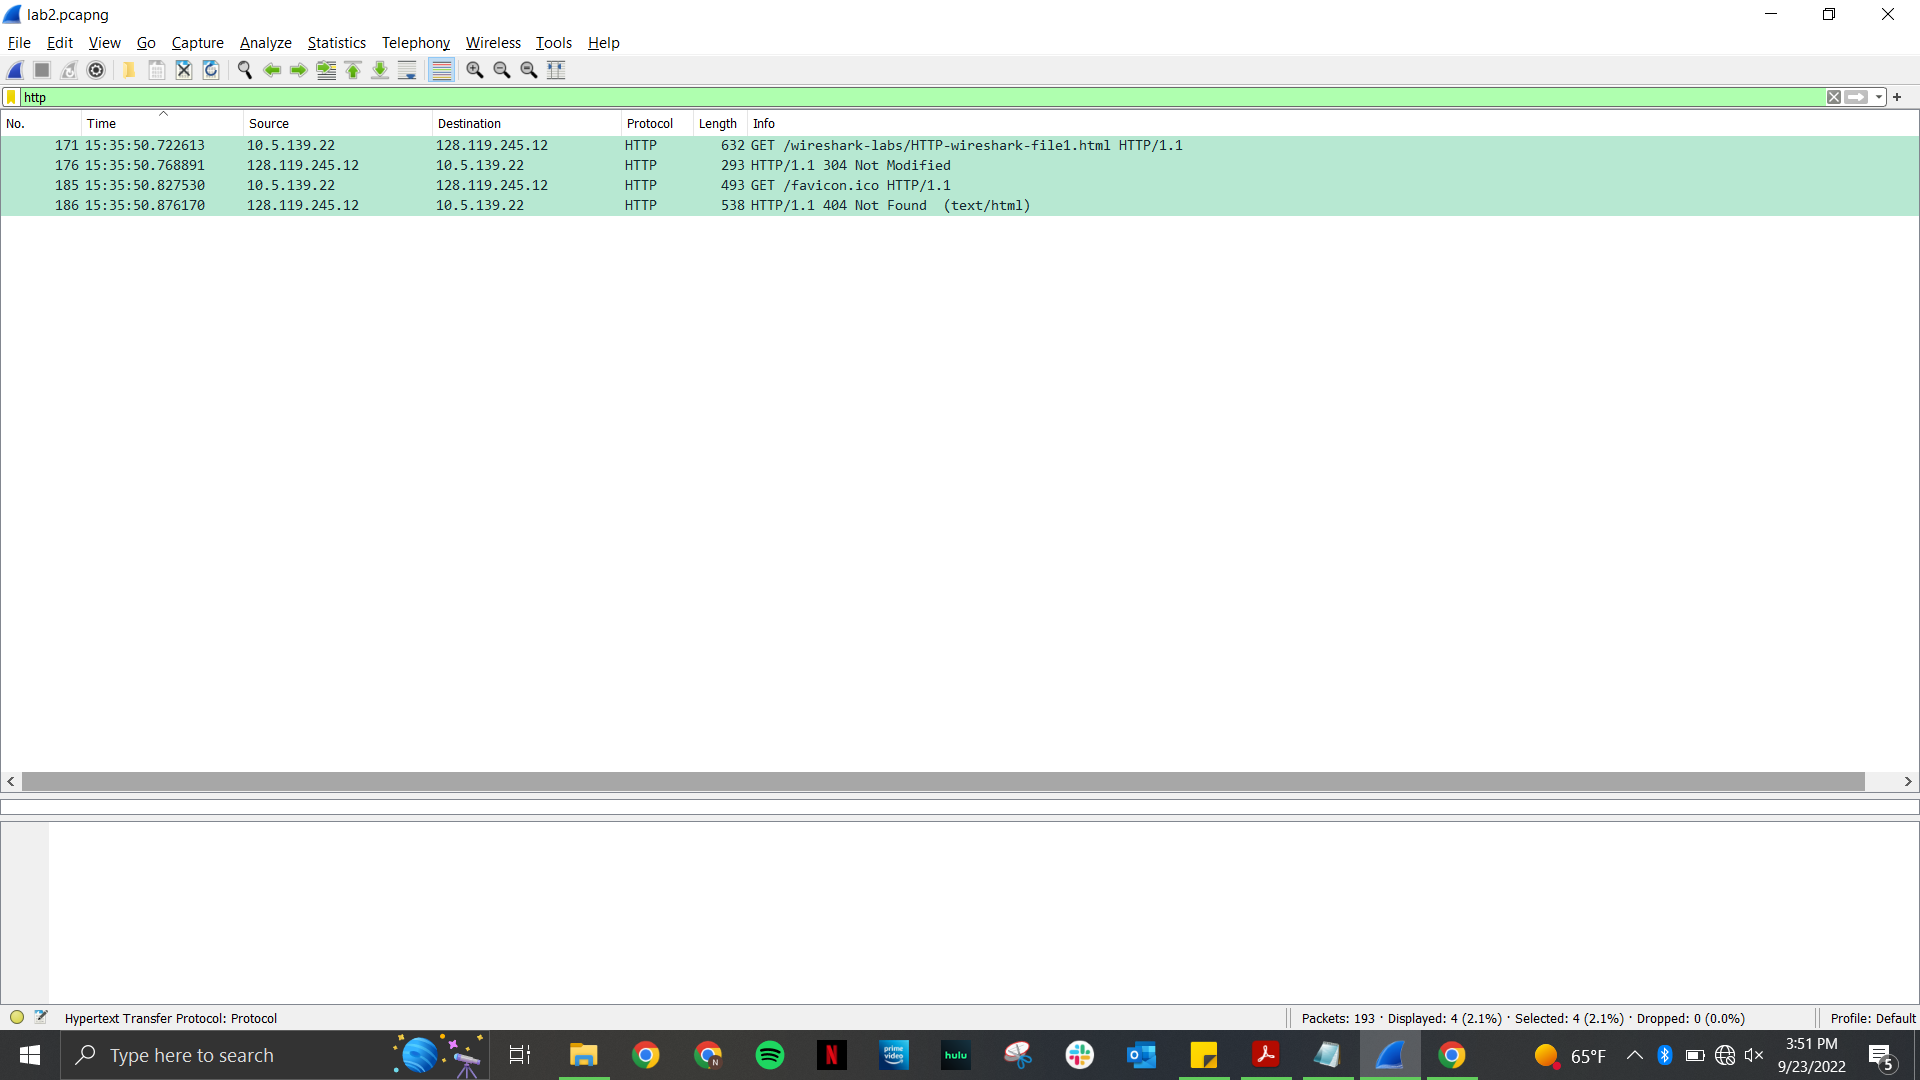 lab2.pcapng
File Edit View Go Capture Analyze Statistics Telephony Wireless Tools Help
http
No. Time Source Destination Protocol Length Info
171 15:35:50.722613 10.5.139.22 128.119.245.12 HTTP 632 GET /wireshark-labs/HTTP-wireshark-file1.html HTTP/1.1
176 15:35:50.768891 128.119.245.12 10.5.139.22 HTTP 293 HTTP/1.1 304 Not Modified
185 15:35:50.827530 10.5.139.22 128.119.245.12 HTTP 493 GET /favicon.ico HTTP/1.1
186 15:35:50.876170 128.119.245.12 10.5.139.22 HTTP 538 HTTP/1.1 404 Not Found (text/html)
Hypertext Transfer Protocol: Protocol Packets: 193 · Displayed: 4 (2.1%) · Selected: 4 (2.1%) · Dropped: 0 (0.0%) Profile: Default
Type here to search N N prime video hulu 65°F 3:51 PM
9/23/2022 5